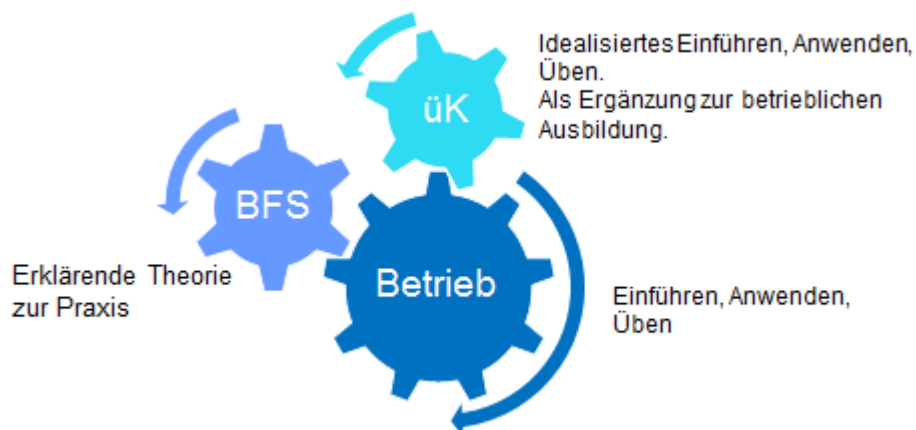 Idealisiertes Einführen, Anwenden,
Üben.
Als Ergänzung zur betrieblichen
Ausbildung.
üK
BFS
Erklärende Theorie
zur Praxis
Betrieb
Einführen, Anwenden,
Üben